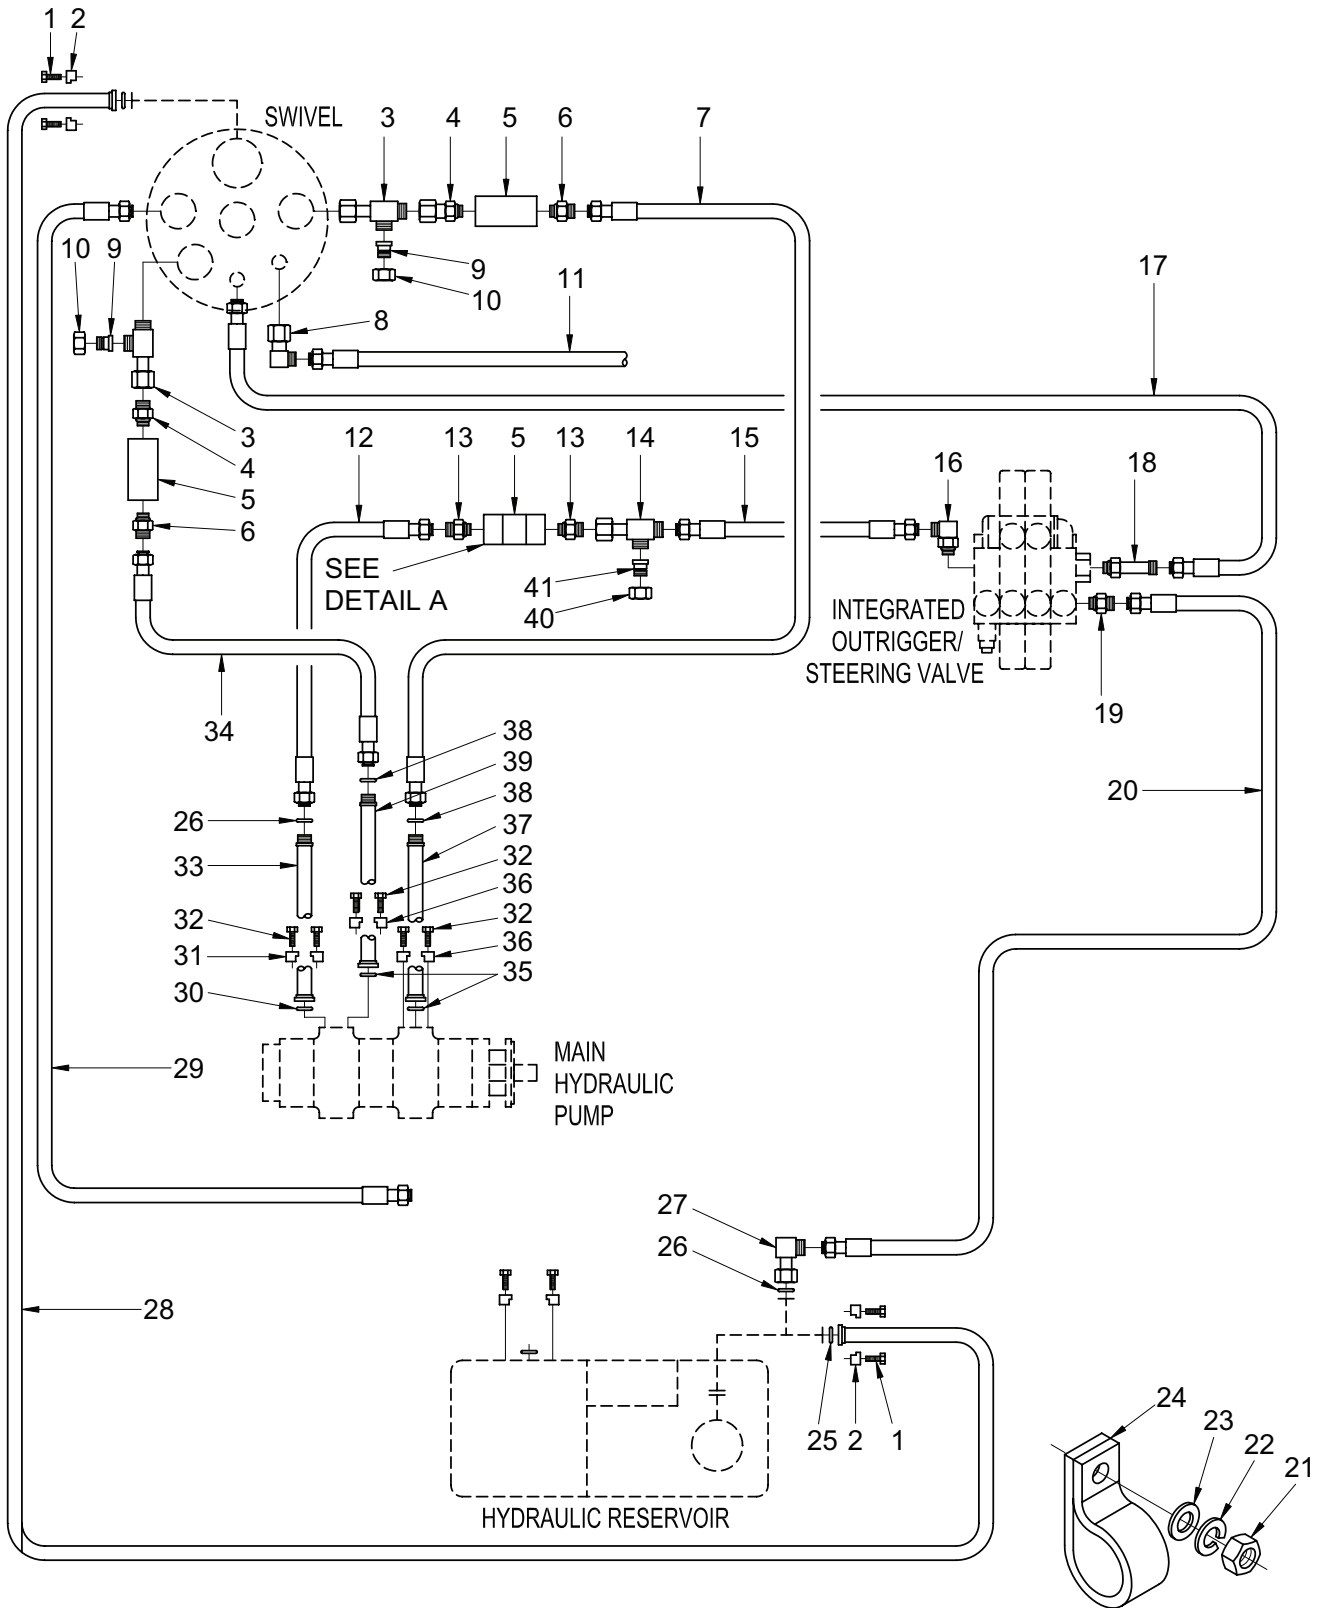 1 2
SWIVEL 3 4 5 6 7
10 9
9
10 11 17
8
3
4
5
6
12 13 5 13 14 15 16 18
SEE
DETAIL A
41
40
INTEGRATED
OUTRIGGER/
STEERING VALVE
19
34
38
39
38
37
32
36
32
36
35
20
26
33
32
31
30
29
MAIN
HYDRAULIC
PUMP
27
26
28
25 2 1
HYDRAULIC RESERVOIR
24
23
22
21